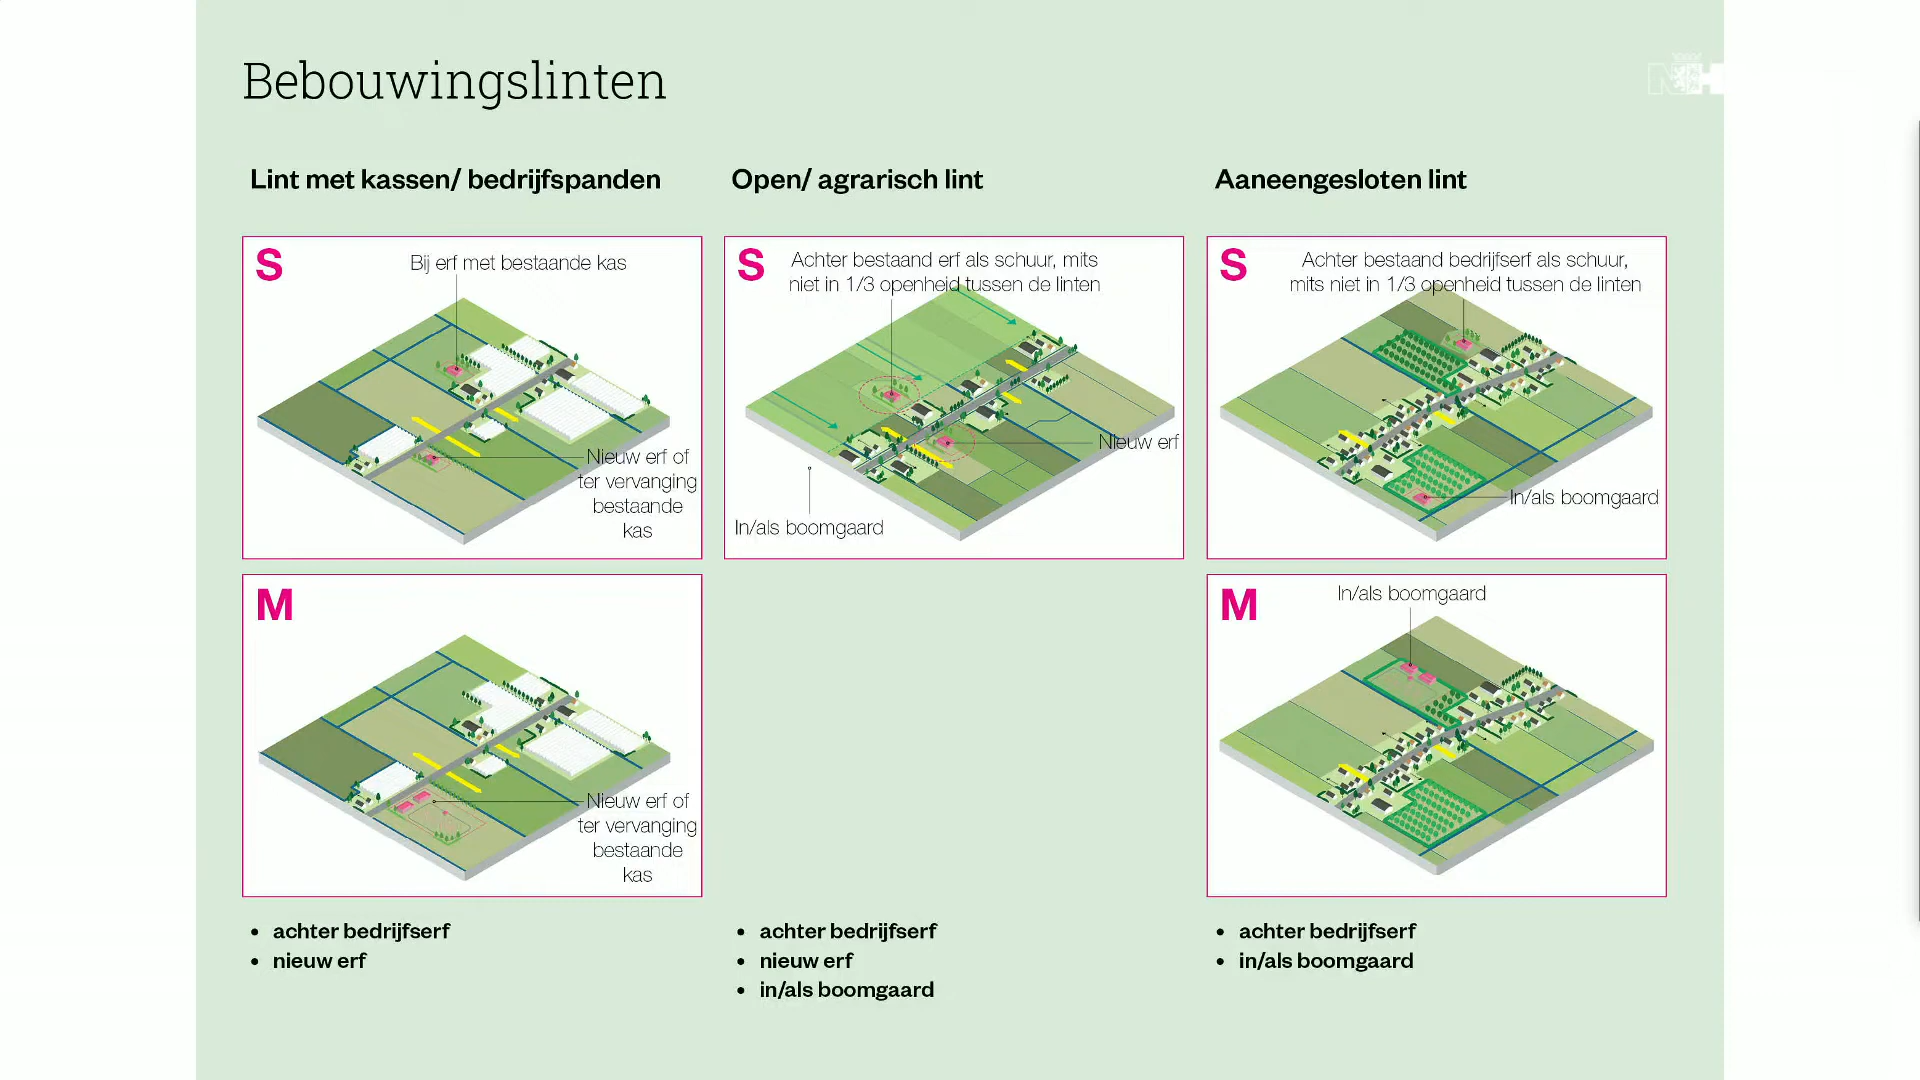 Bebouwingslinten
NH
Lint met kassen/ bedrijfspanden
S
Bij erf met bestaande kas
Nieuw erf of
ter vervanging
bestaande
kas
M
Nieuw erf of
ter vervanging
bestaande
kas
• achter bedrijfserf
• nieuw erf
Open/ agrarisch lint
S
Achter bestaand erf als schuur, mits
niet in 1/3 openheid tussen de linten
Nieuw erf
In/als boomgaard
• achter bedrijfserf
• nieuw erf
• in/als boomgaard
Aaneengesloten lint
S
Achter bestaand bedrijfserf als schuur,
mits niet in 1/3 openheid tussen de linten
In/als boomgaard
M
In/als boomgaard
• achter bedrijfserf
• in/als boomgaard